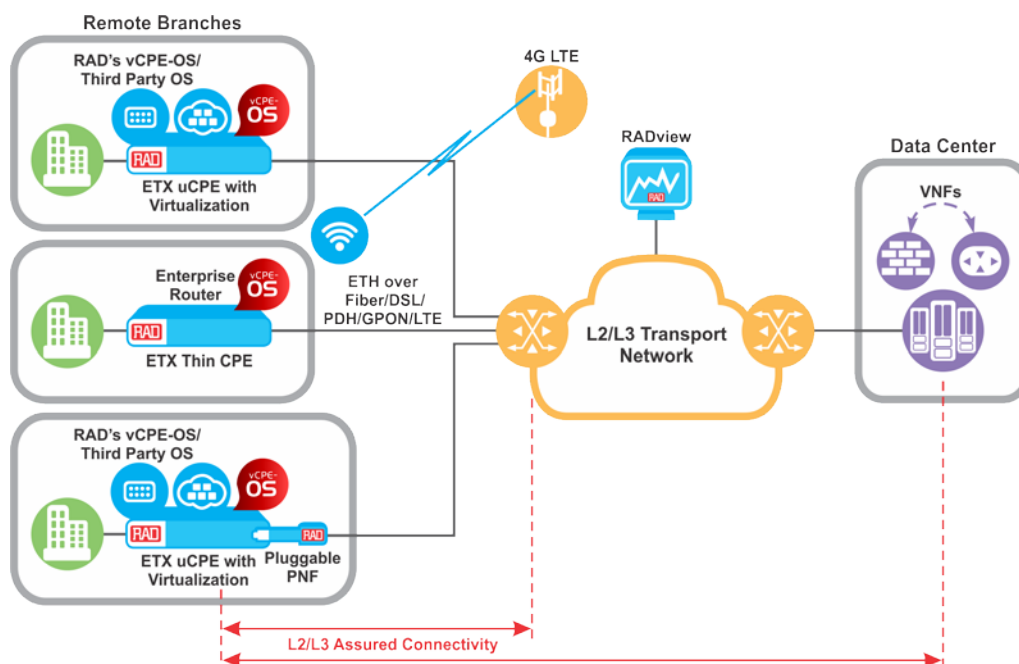 Remote Branches
RAD's vCPE-OS/
Third Party OS
vCPE-
OS
RAD
ETX uCPE with
Virtualization
Enterprise
Router
vCPE-
OS
RAD
ETX Thin CPE
RAD's vCPE-OS/
Third Party OS
vCPE-
OS
RAD
RAD
ETX uCPE with
Virtualization
Pluggable
PNF
4G LTE
ETH over
Fiber/DSL/
PDH/GPON/LTE
RADview
RAD
L2/L3 Transport
Network
Data Center
VNFs
L2/L3 Assured Connectivity